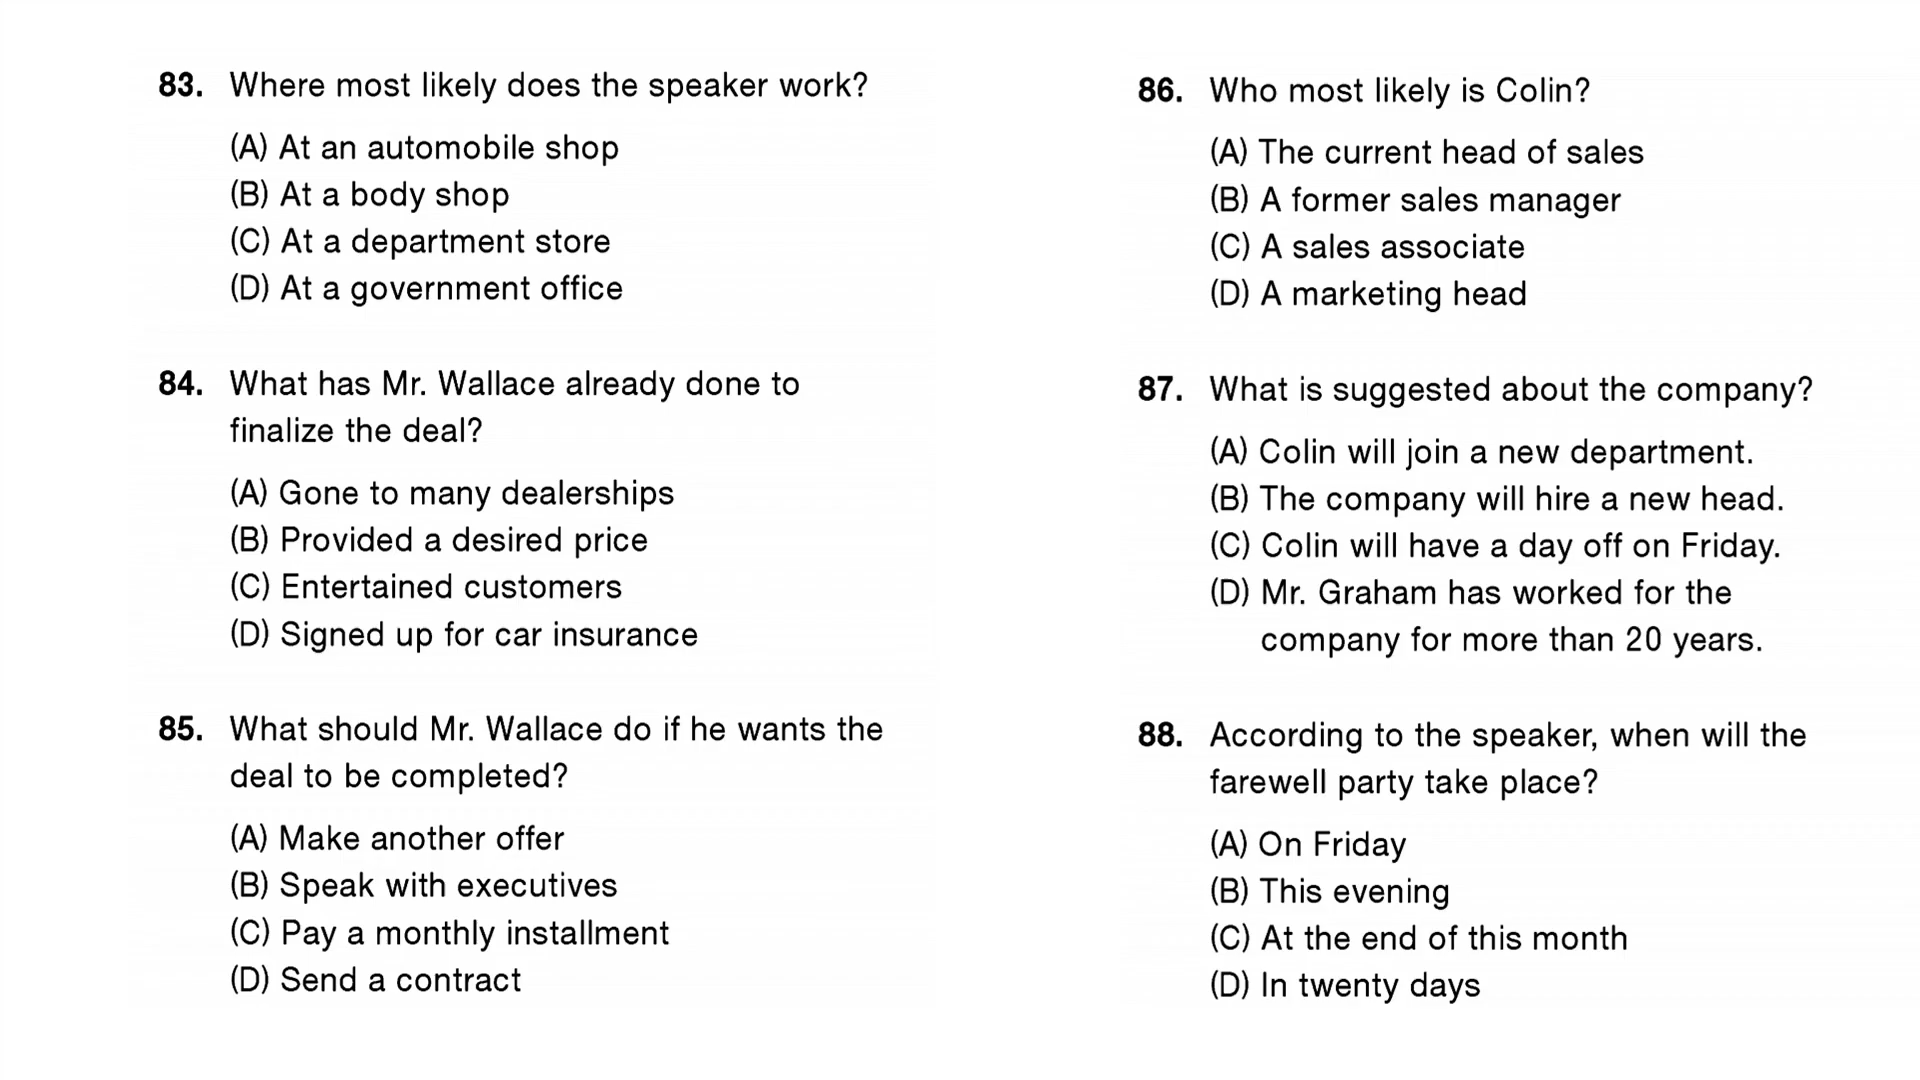 83. Where most likely does the speaker work?
(A) At an automobile shop
(B) At a body shop
(C) At a department store
(D) At a government office
84. What has Mr. Wallace already done to
finalize the deal?
(A) Gone to many dealerships
(B) Provided a desired price
(C) Entertained customers
(D) Signed up for car insurance
85. What should Mr. Wallace do if he wants the
deal to be completed?
(A) Make another offer
(B) Speak with executives
(C) Pay a monthly installment
(D) Send a contract
86. Who most likely is Colin?
(A) The current head of sales
(B) A former sales manager
(C) A sales associate
(D) A marketing head
87. What is suggested about the company?
(A) Colin will join a new department.
(B) The company will hire a new head.
(C) Colin will have a day off on Friday.
(D) Mr. Graham has worked for the
company for more than 20 years.
88. According to the speaker, when will the
farewell party take place?
(A) On Friday
(B) This evening
(C) At the end of this month
(D) In twenty days